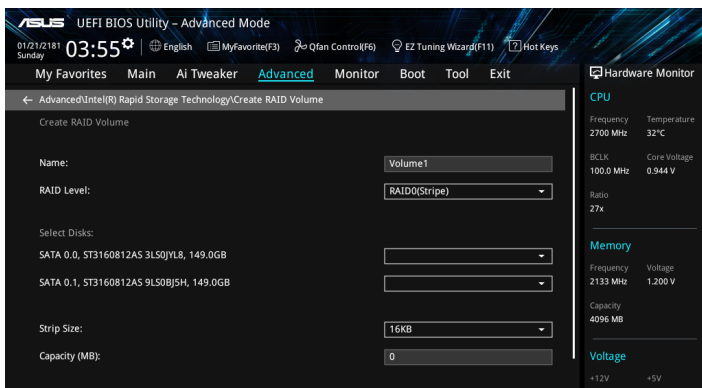 ASUS UEFI BIOS Utility – Advanced Mode
01/21/2181 Sunday 03:55 English MyFavorite(F3) Qfan Control(F6) EZ Tuning Wizard(F11) ? Hot Keys
My Favorites Main Ai Tweaker Advanced Monitor Boot Tool Exit
Hardware Monitor
← Advanced\Intel(R) Rapid Storage Technology\Create RAID Volume
Create RAID Volume
Name: Volume1
RAID Level: RAID0(Stripe)
Select Disks:
SATA 0.0, ST3160812AS 3LS0JYL8, 149.0GB
SATA 0.1, ST3160812AS 9LS0BJ5H, 149.0GB
Strip Size: 16KB
Capacity (MB): 0
CPU
Frequency Temperature
2700 MHz 32°C
BCLK Core Voltage
100.0 MHz 0.944 V
Ratio
27x
Memory
Frequency Voltage
2133 MHz 1.200 V
Capacity
4096 MB
Voltage
+12V +5V